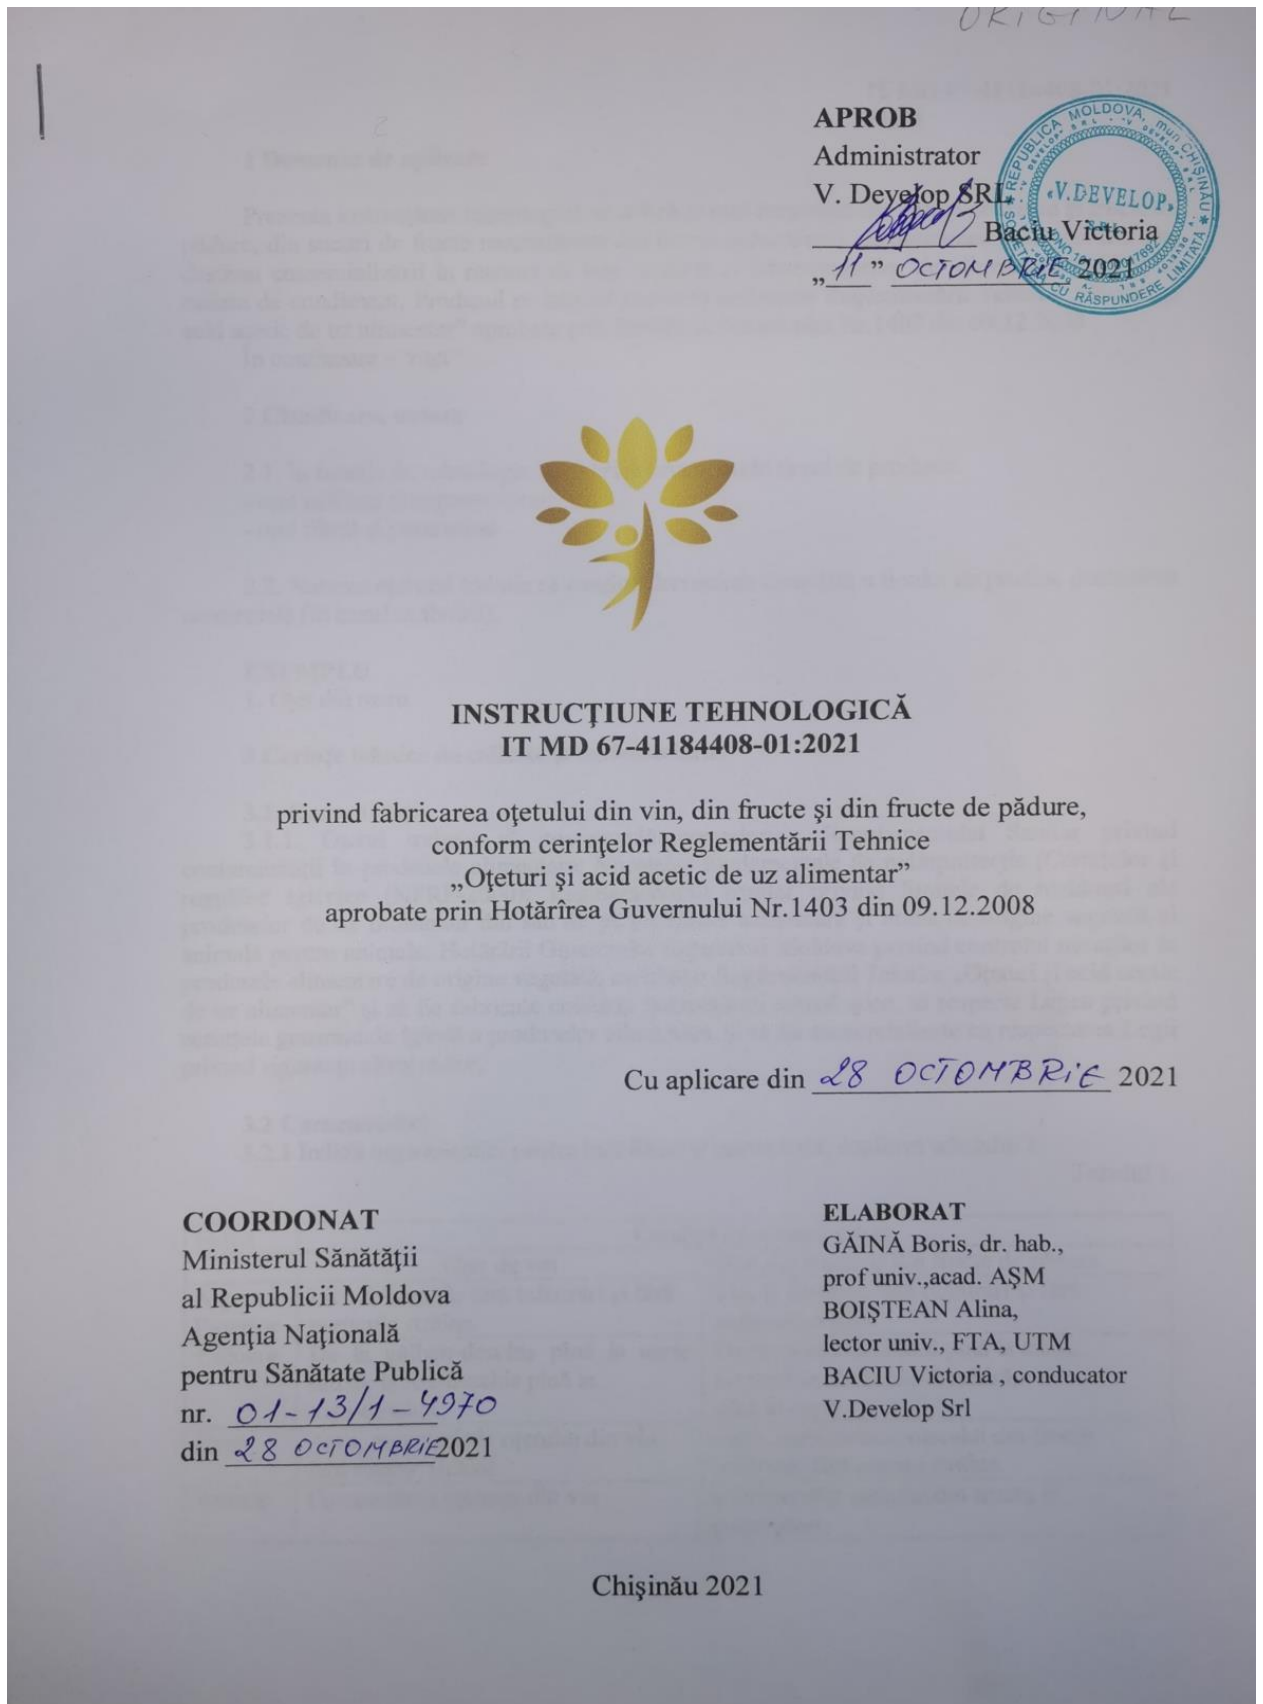 ORIGINAL
APROB
Administrator
V. Develop SRL
Baciu Victoria
„11” OCTOMBRIE 2021
REPUBLICA MOLDOVA, mun CHIŞINĂU
«V.DEVELOP»
CU RĂSPUNDERE LIMITATĂ
INSTRUCŢIUNE TEHNOLOGICĂ
IT MD 67-41184408-01:2021
privind fabricarea oţetului din vin, din fructe şi din fructe de pădure,
conform cerinţelor Reglementării Tehnice
„Oţeturi şi acid acetic de uz alimentar”
aprobate prin Hotărîrea Guvernului Nr.1403 din 09.12.2008
Cu aplicare din 28 OCTOMBRIE 2021
COORDONAT
Ministerul Sănătăţii
al Republicii Moldova
Agenţia Naţională
pentru Sănătate Publică
nr. 01-13/1-4970
din 28 OCTOMBRIE 2021
ELABORAT
GĂINĂ Boris, dr. hab.,
prof univ.,acad. AŞM
BOIŞTEAN Alina,
lector univ., FTA, UTM
BACIU Victoria , conducator
V.Develop Srl
Chişinău 2021